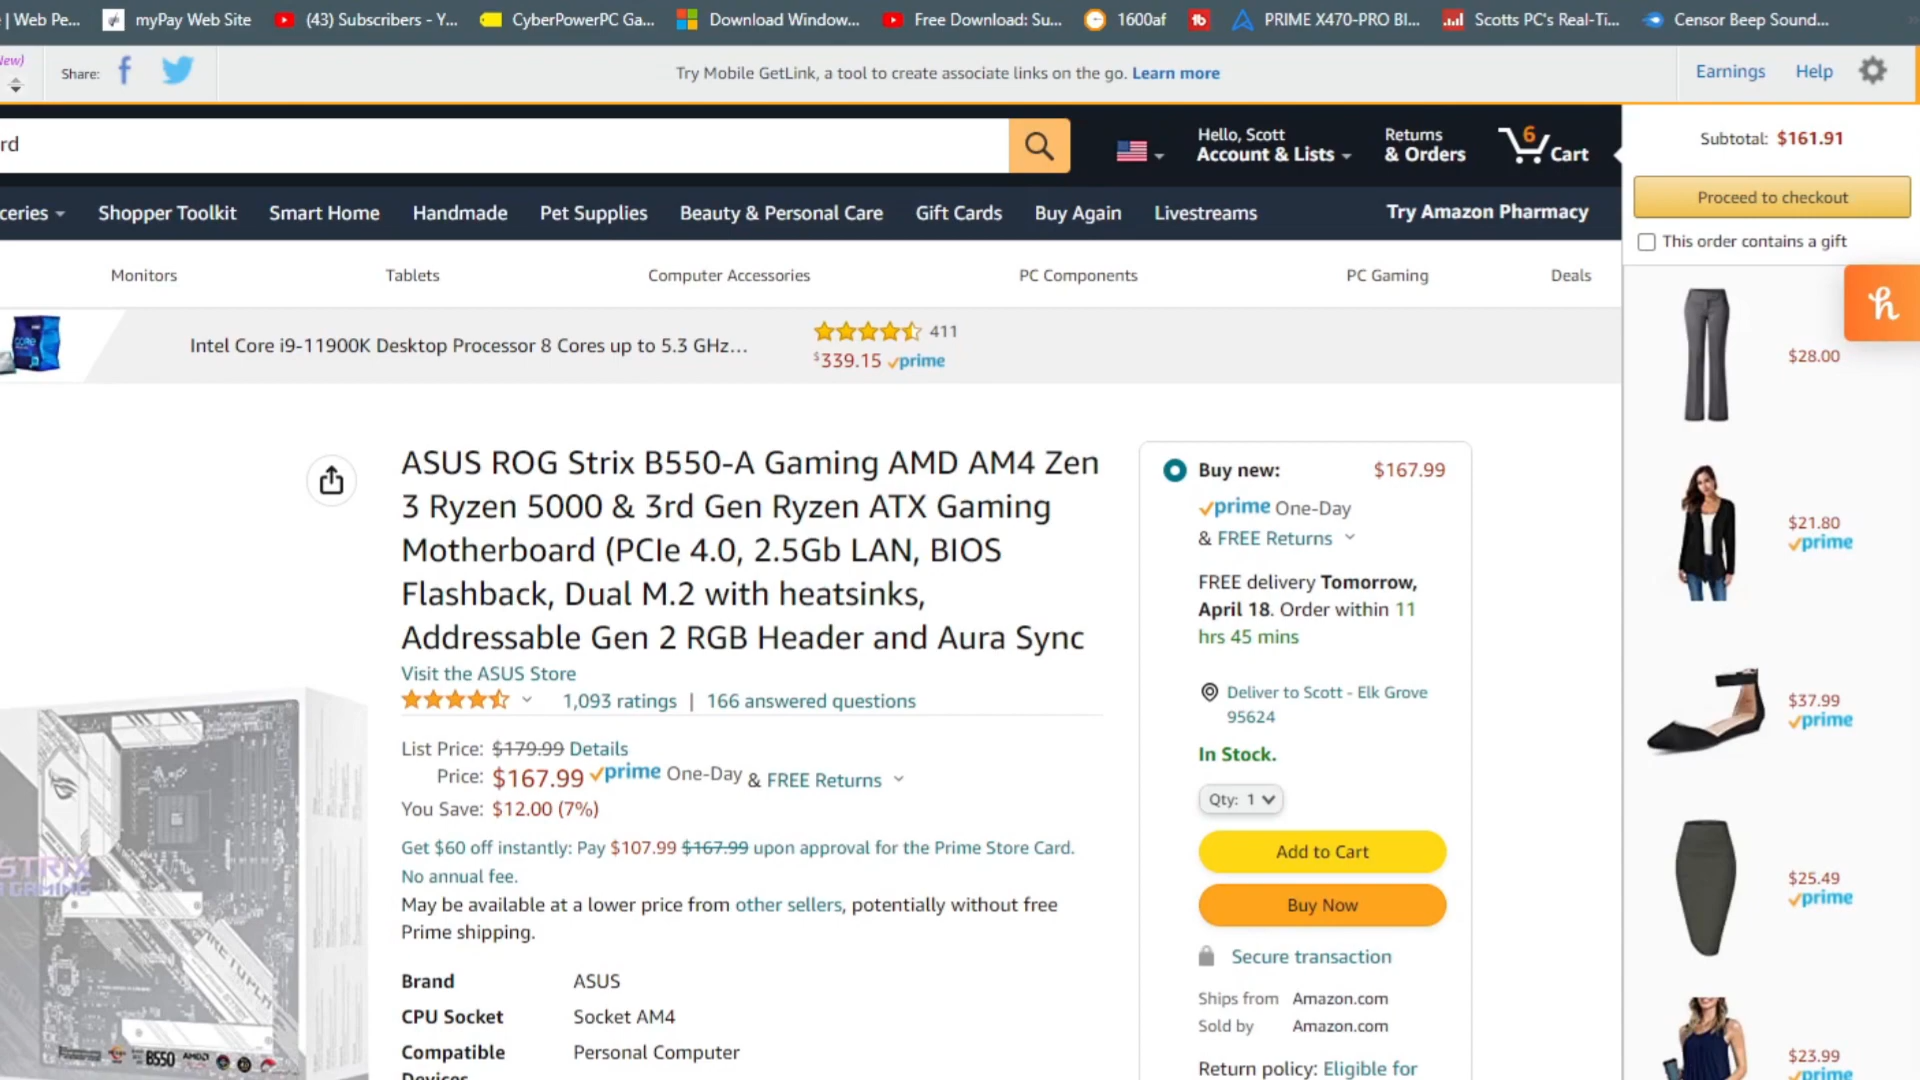 | Web Pe...
myPay Web Site
(43) Subscribers - Y...
CyberPowerPC Ga...
Download Window...
Free Download: Su...
1600af
PRIME X470-PRO BI...
Scotts PC's Real-Ti...
Censor Beep Sound...
New)
Share:
Try Mobile GetLink, a tool to create associate links on the go. Learn more
Earnings
Help
rd
Hello, Scott
Account & Lists
Returns
& Orders
6
Cart
Subtotal: $161.91
Proceed to checkout
This order contains a gift
ceries
Shopper Toolkit
Smart Home
Handmade
Pet Supplies
Beauty & Personal Care
Gift Cards
Buy Again
Livestreams
Try Amazon Pharmacy
Monitors
Tablets
Computer Accessories
PC Components
PC Gaming
Deals
Intel Core i9-11900K Desktop Processor 8 Cores up to 5.3 GHz...
411
$339.15 prime
ASUS ROG Strix B550-A Gaming AMD AM4 Zen
3 Ryzen 5000 & 3rd Gen Ryzen ATX Gaming
Motherboard (PCIe 4.0, 2.5Gb LAN, BIOS
Flashback, Dual M.2 with heatsinks,
Addressable Gen 2 RGB Header and Aura Sync
Visit the ASUS Store
1,093 ratings | 166 answered questions
List Price: $179.99 Details
Price: $167.99 prime One-Day & FREE Returns
You Save: $12.00 (7%)
Get $60 off instantly: Pay $107.99 $167.99 upon approval for the Prime Store Card.
No annual fee.
May be available at a lower price from other sellers, potentially without free
Prime shipping.
Brand ASUS
CPU Socket Socket AM4
Compatible Personal Computer
Devices
STRIX
GAMING
B550
AMD
Buy new: $167.99
prime One-Day
& FREE Returns
FREE delivery Tomorrow,
April 18. Order within 11
hrs 45 mins
Deliver to Scott - Elk Grove
95624
In Stock.
Qty: 1
Add to Cart
Buy Now
Secure transaction
Ships from Amazon.com
Sold by Amazon.com
Return policy: Eligible for
$28.00
$21.80
prime
$37.99
prime
$25.49
prime
$23.99
prime